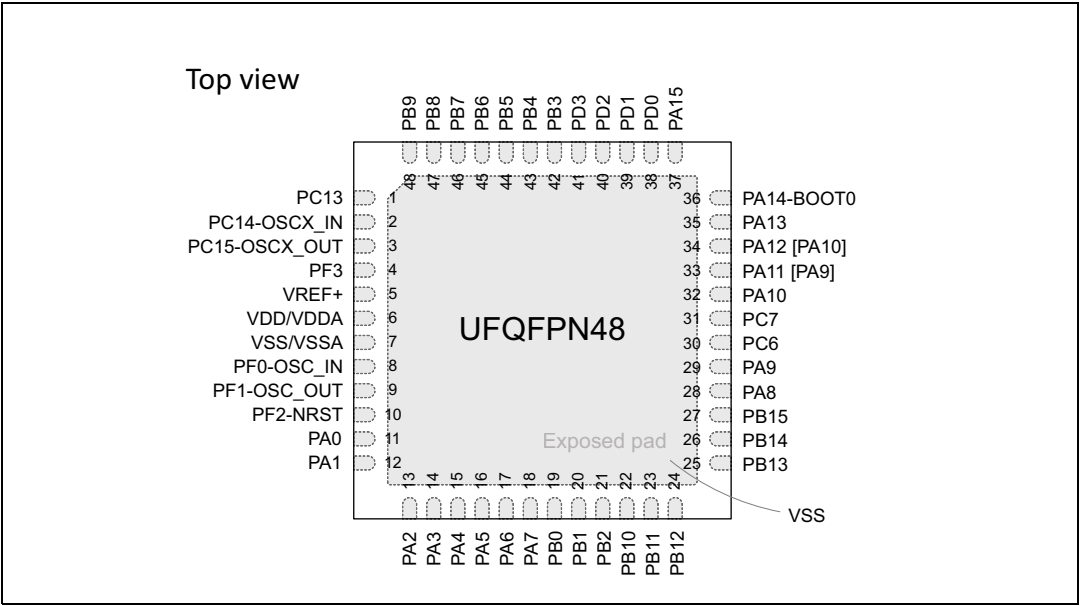 Top view
PB9
PB8
PB7
PB6
PB5
PB4
PB3
PD3
PD2
PD1
PD0
PA15
48
47
46
45
44
43
42
41
40
39
38
37
PC13
1
PC14-OSCX_IN
2
PC15-OSCX_OUT
3
PF3
4
VREF+
5
VDD/VDDA
6
VSS/VSSA
7
PF0-OSC_IN
8
PF1-OSC_OUT
9
PF2-NRST
10
PA0
11
PA1
12
UFQFPN48
Exposed pad
36
PA14-BOOT0
35
PA13
34
PA12 [PA10]
33
PA11 [PA9]
32
PA10
31
PC7
30
PC6
29
PA9
28
PA8
27
PB15
26
PB14
25
PB13
VSS
13
14
15
16
17
18
19
20
21
22
23
24
PA2
PA3
PA4
PA5
PA6
PA7
PB0
PB1
PB2
PB10
PB11
PB12